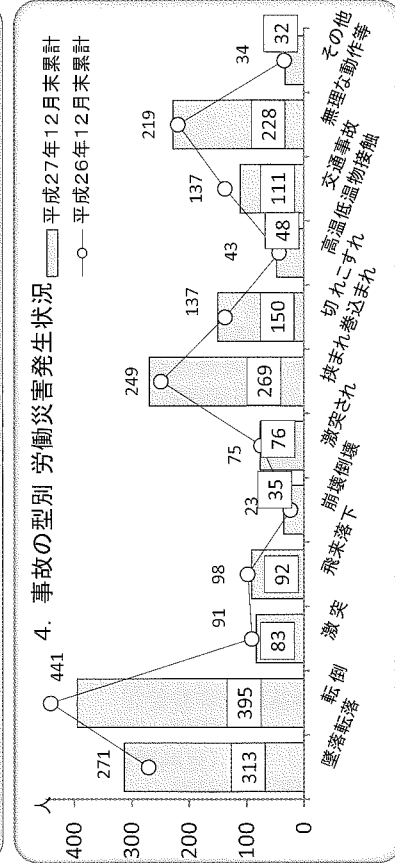 4. 事故の型別 労働災害発生状況
平成27年12月末累計
平成26年12月末累計
人
400
300
200
100
0
271
441
91
98
23
75
249
137
43
137
219
34
313
395
83
92
35
76
269
150
48
111
228
32
墜落転落
転倒
激突
飛来落下
崩壊倒壊
激突され
挟まれ巻込まれ
切れこすれ
高温低温物接触
交通事故
無理な動作等
その他